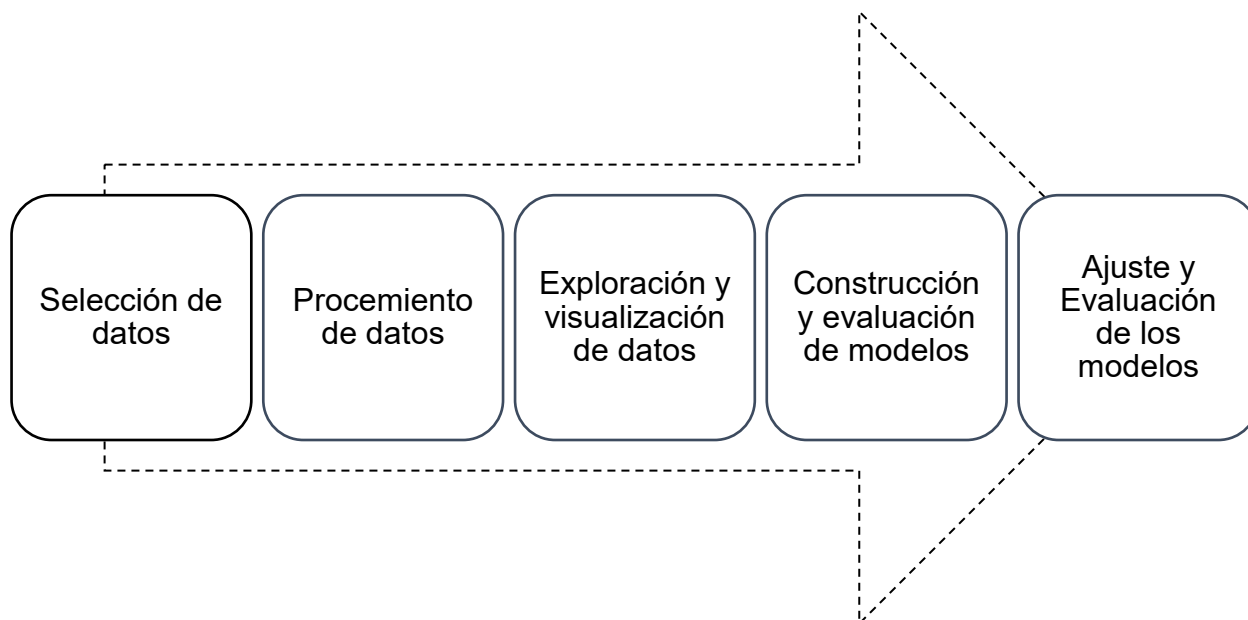 Selección de
datos
Procemiento
de datos
Exploración y
visualización
de datos
Construcción
y evaluación
de modelos
Ajuste y
Evaluación
de los
modelos